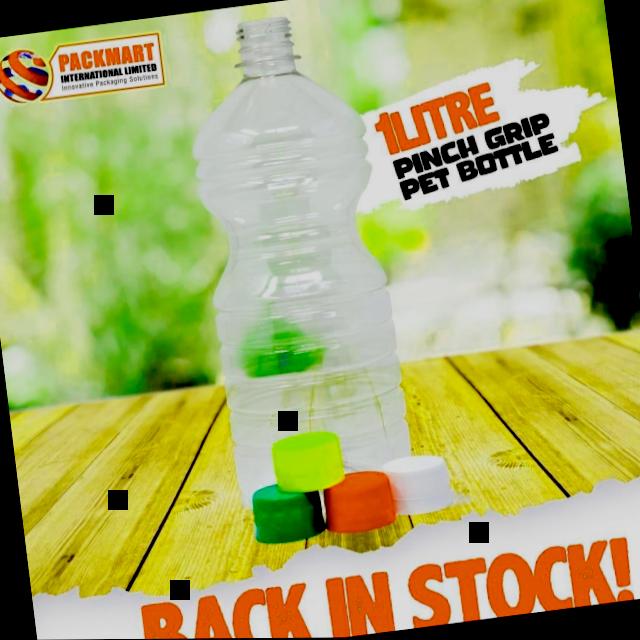 PACKMART
INTERNATIONAL LIMITED
Innovative Packaging Solutions
1LITRE
PINCH GRIP
PET BOTTLE
BACK IN STOCK!